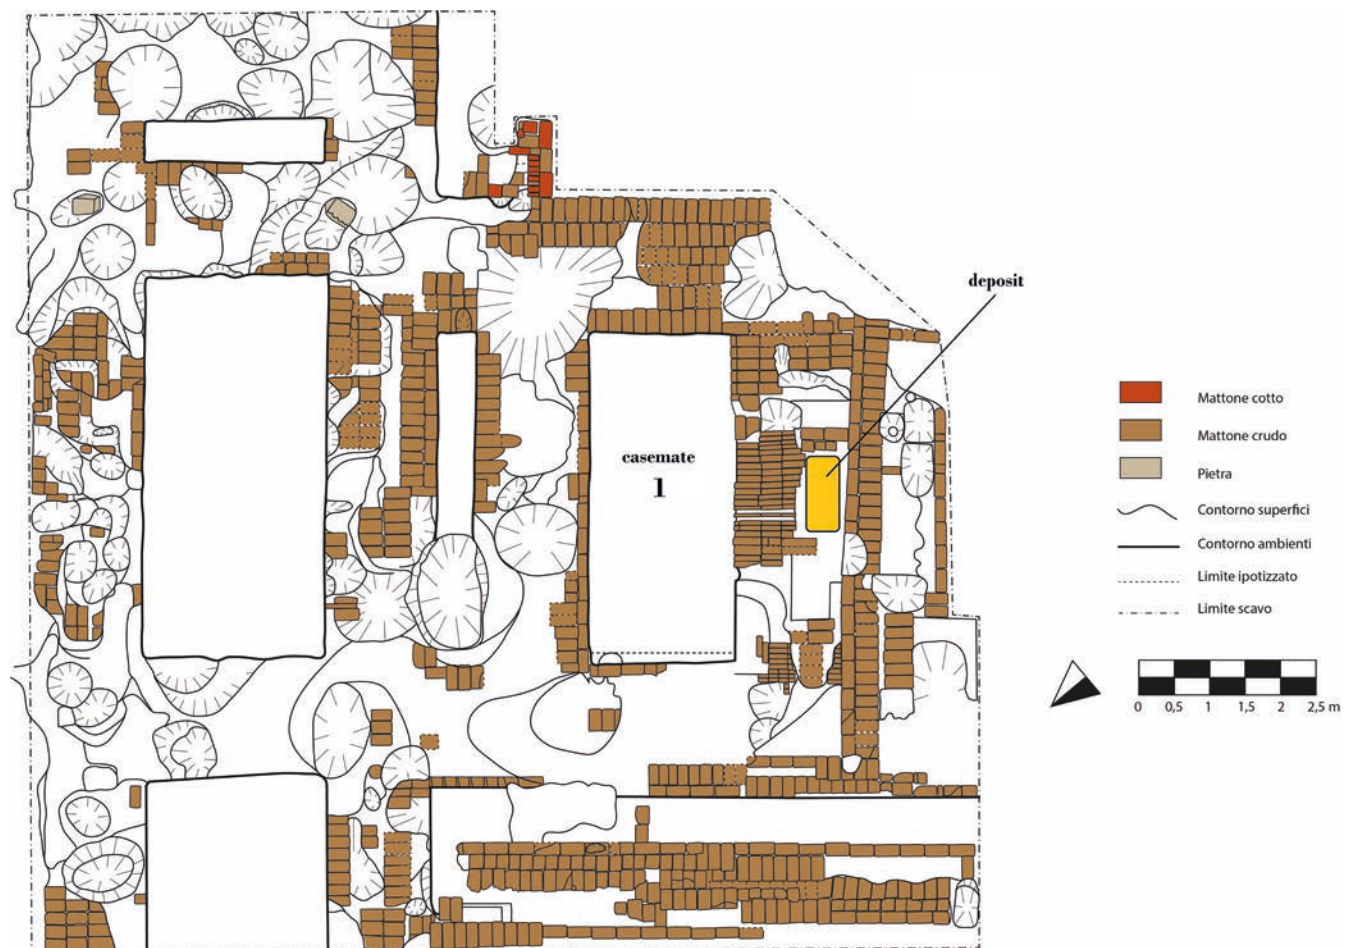 deposit
casemate
1
Mattone cotto
Mattone crudo
Pietra
Contorno superfici
Contorno ambienti
Limite ipotizzato
Limite scavo
0 0,5 1 1,5 2 2,5 m